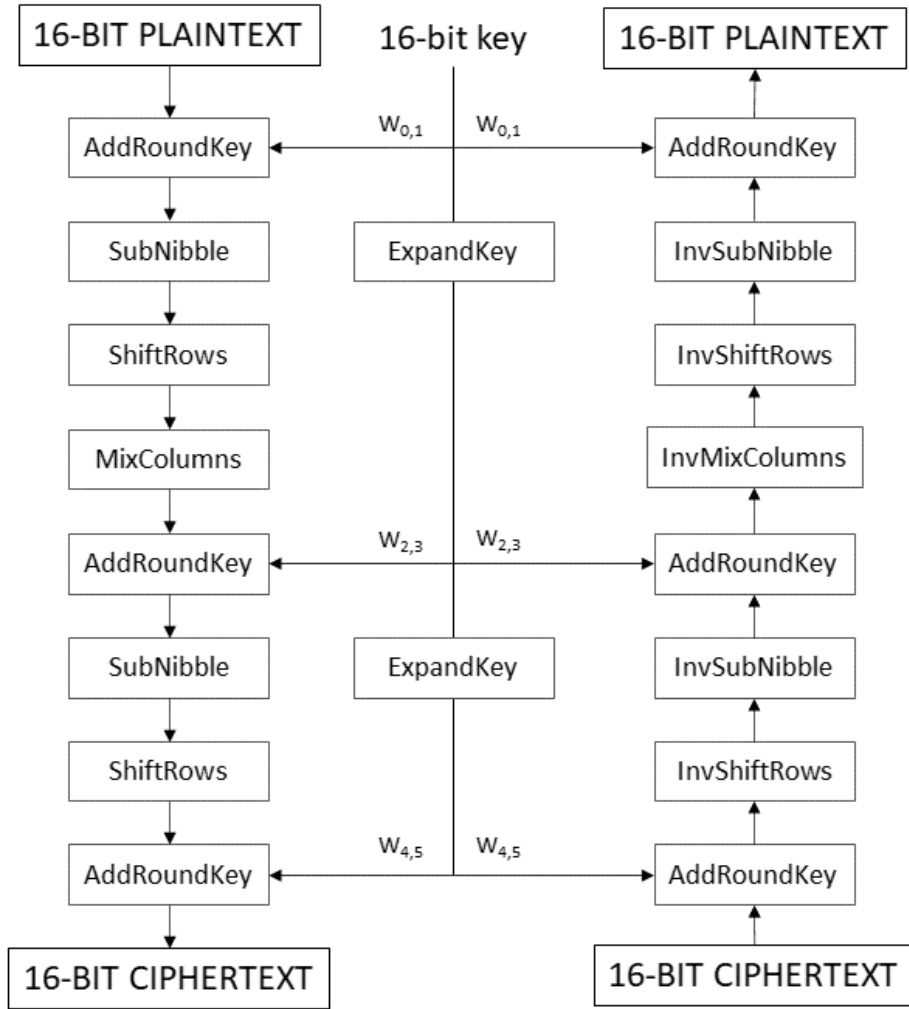 16-BIT PLAINTEXT
16-bit key
16-BIT PLAINTEXT
W0,1
W0,1
AddRoundKey
AddRoundKey
SubNibble
ExpandKey
InvSubNibble
ShiftRows
InvShiftRows
MixColumns
InvMixColumns
W2,3
W2,3
AddRoundKey
AddRoundKey
SubNibble
ExpandKey
InvSubNibble
ShiftRows
InvShiftRows
W4,5
W4,5
AddRoundKey
AddRoundKey
16-BIT CIPHERTEXT
16-BIT CIPHERTEXT